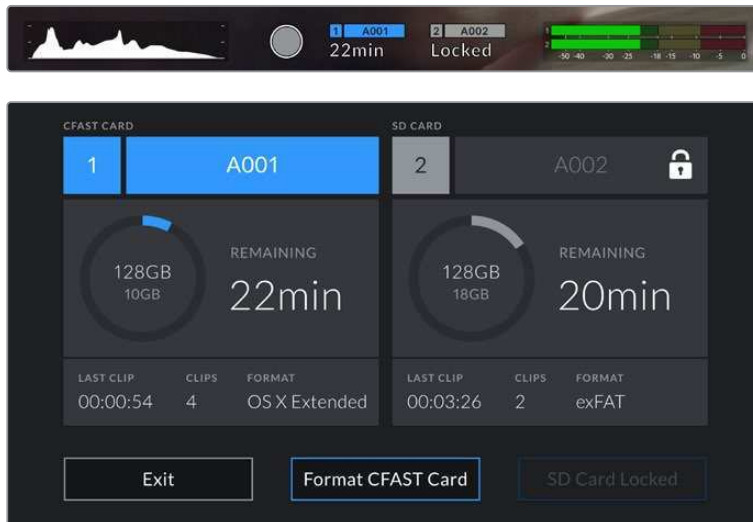 1 A001 2 A002
22min Locked
1
2
-50 -40 -30 -25 -18 -15 -10 -5 0
CFAST CARD SD CARD
1 A001 2 A002
128GB
10GB
REMAINING
22min
128GB
18GB
REMAINING
20min
LAST CLIP CLIPS FORMAT LAST CLIP CLIPS FORMAT
00:00:54 4 OS X Extended 00:03:26 2 exFAT
Exit Format CFAST Card SD Card Locked